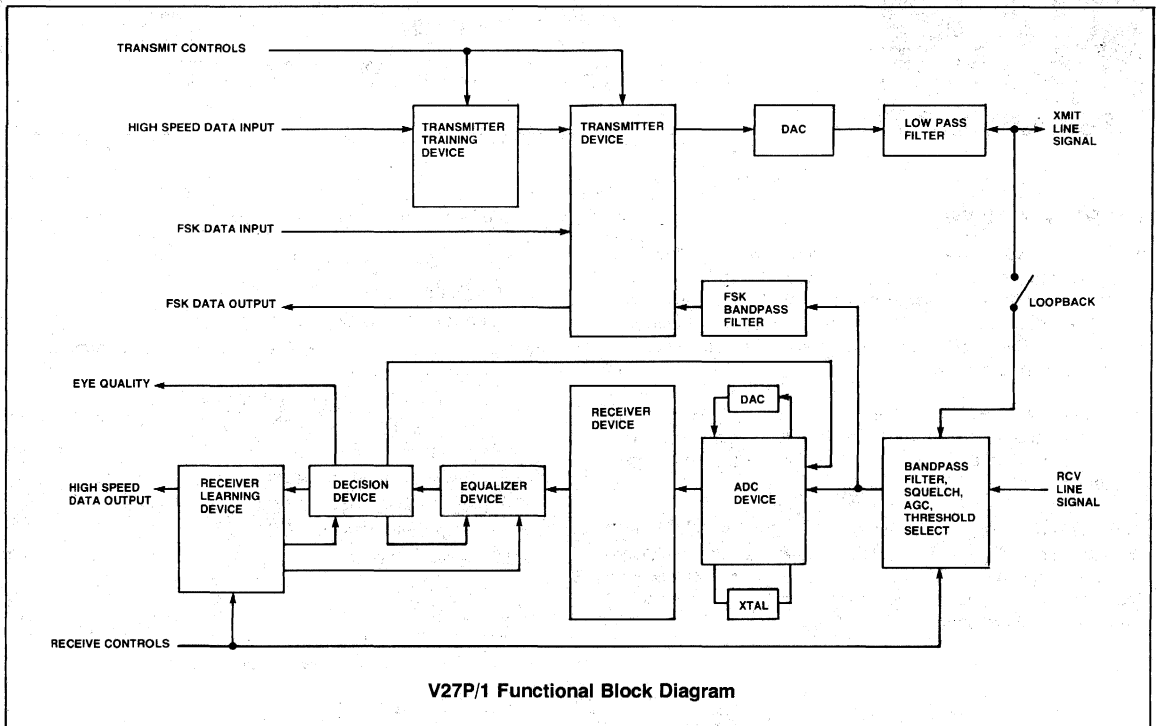 TRANSMIT CONTROLS
HIGH SPEED DATA INPUT
TRANSMITTER
TRAINING
DEVICE
TRANSMITTER
DEVICE
DAC
LOW PASS
FILTER
XMIT
LINE
SIGNAL
FSK DATA INPUT
FSK DATA OUTPUT
FSK
BANDPASS
FILTER
LOOPBACK
EYE QUALITY
HIGH SPEED
DATA OUTPUT
RECEIVER
LEARNING
DEVICE
DECISION
DEVICE
EQUALIZER
DEVICE
RECEIVER
DEVICE
DAC
ADC
DEVICE
XTAL
BANDPASS
FILTER,
SQUELCH,
AGC,
THRESHOLD
SELECT
RCV
LINE
SIGNAL
RECEIVE CONTROLS
V27P/1 Functional Block Diagram